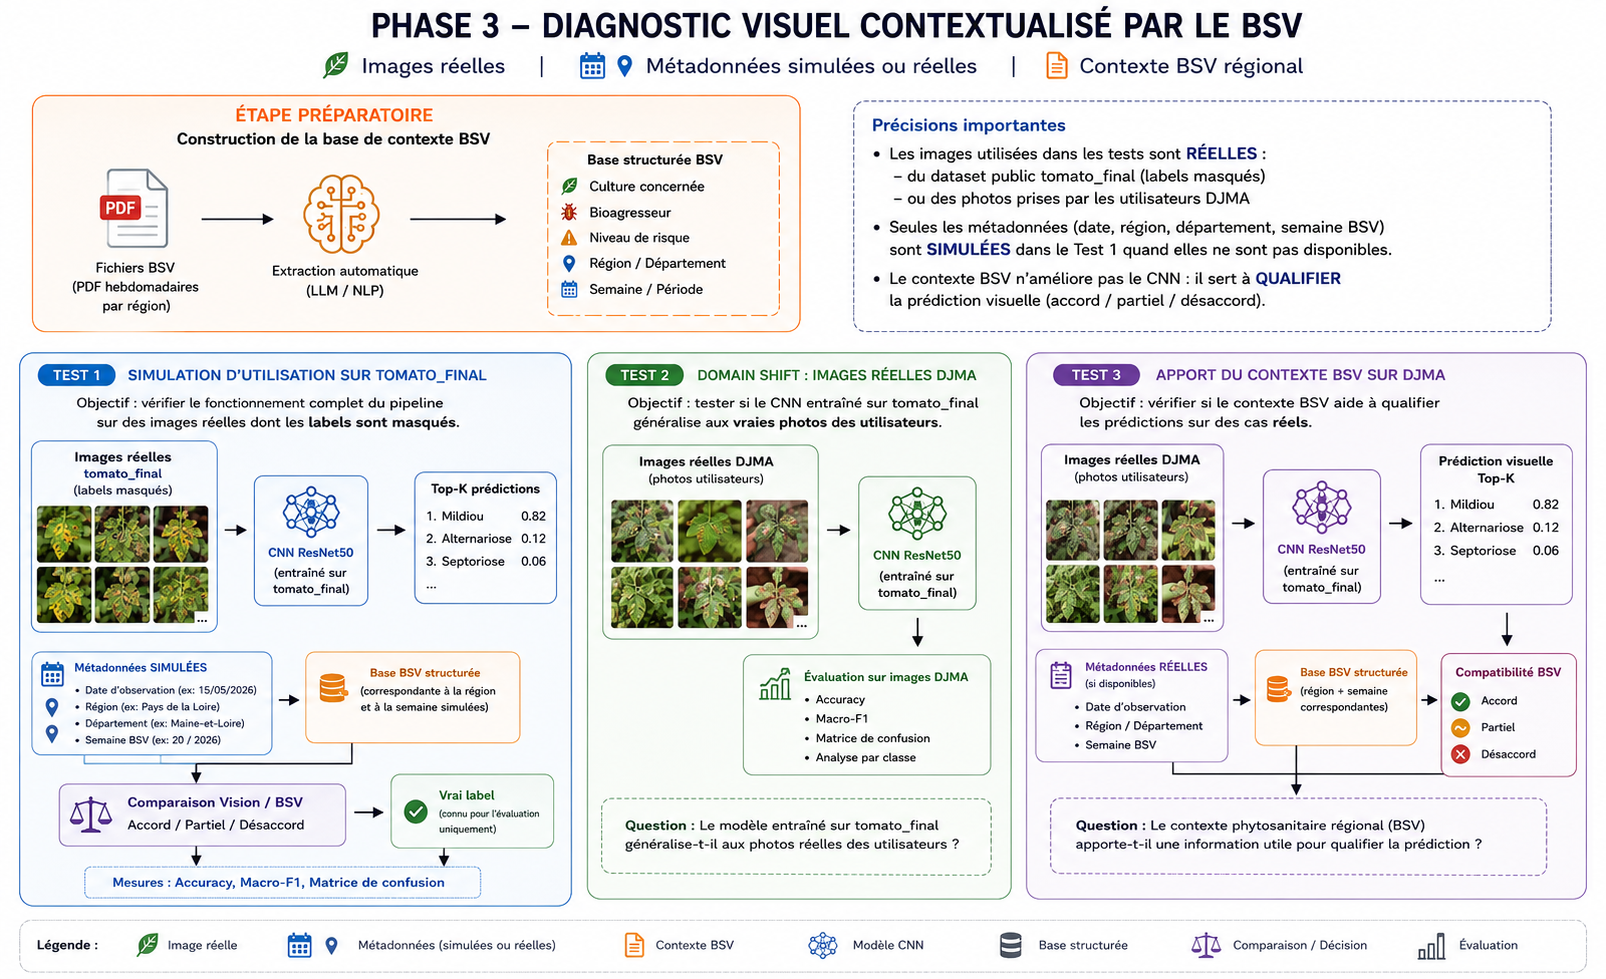 PHASE 3 – DIAGNOSTIC VISUEL CONTEXTUALISÉ PAR LE BSV
Images réelles | Métadonnées simulées ou réelles | Contexte BSV régional
ÉTAPE PRÉPARATOIRE
Construction de la base de contexte BSV
PDF
Fichiers BSV
(PDF hebdomadaires
par région)
Extraction automatique
(LLM / NLP)
Base structurée BSV
Culture concernée
Bioagresseur
Niveau de risque
Région / Département
Semaine / Période
Précisions importantes
• Les images utilisées dans les tests sont RÉELLES :
– du dataset public tomato_final (labels masqués)
– ou des photos prises par les utilisateurs DJMA
• Seules les métadonnées (date, région, département, semaine BSV)
sont SIMULÉES dans le Test 1 quand elles ne sont pas disponibles.
• Le contexte BSV n'améliore pas le CNN : il sert à QUALIFIER
la prédiction visuelle (accord / partiel / désaccord).
TEST 1 SIMULATION D'UTILISATION SUR TOMATO_FINAL
Objectif : vérifier le fonctionnement complet du pipeline
sur des images réelles dont les labels sont masqués.
Images réelles
tomato_final
(labels masqués)
...
CNN ResNet50
(entraîné sur
tomato_final)
Top-K prédictions
1. Mildiou 0.82
2. Alternariose 0.12
3. Septoriose 0.06
...
Métadonnées SIMULÉES
• Date d'observation (ex: 15/05/2026)
• Région (ex: Pays de la Loire)
• Département (ex: Maine-et-Loire)
• Semaine BSV (ex: 20 / 2026)
Base BSV structurée
(correspondante à la région
et à la semaine simulées)
Comparaison Vision / BSV
Accord / Partiel / Désaccord
Vrai label
(connu pour l'évaluation
uniquement)
Mesures : Accuracy, Macro-F1, Matrice de confusion
TEST 2 DOMAIN SHIFT : IMAGES RÉELLES DJMA
Objectif : tester si le CNN entraîné sur tomato_final
généralise aux vraies photos des utilisateurs.
Images réelles DJMA
(photos utilisateurs)
...
CNN ResNet50
(entraîné sur
tomato_final)
Évaluation sur images DJMA
• Accuracy
• Macro-F1
• Matrice de confusion
• Analyse par classe
Question : Le modèle entraîné sur tomato_final
généralise-t-il aux photos réelles des utilisateurs ?
TEST 3 APPORT DU CONTEXTE BSV SUR DJMA
Objectif : vérifier si le contexte BSV aide à qualifier
les prédictions sur des cas réels.
Images réelles DJMA
(photos utilisateurs)
...
CNN ResNet50
(entraîné sur
tomato_final)
Prédiction visuelle
Top-K
1. Mildiou 0.82
2. Alternariose 0.12
3. Septoriose 0.06
...
Métadonnées RÉELLES
(si disponibles)
• Date d'observation
• Région / Département
• Semaine BSV
Base BSV structurée
(région + semaine
correspondantes)
Compatibilité BSV
Accord
Partiel
Désaccord
Question : Le contexte phytosanitaire régional (BSV)
apporte-t-il une information utile pour qualifier la prédiction ?
Légende : Image réelle Métadonnées (simulées ou réelles) Contexte BSV Modèle CNN Base structurée Comparaison / Décision Évaluation